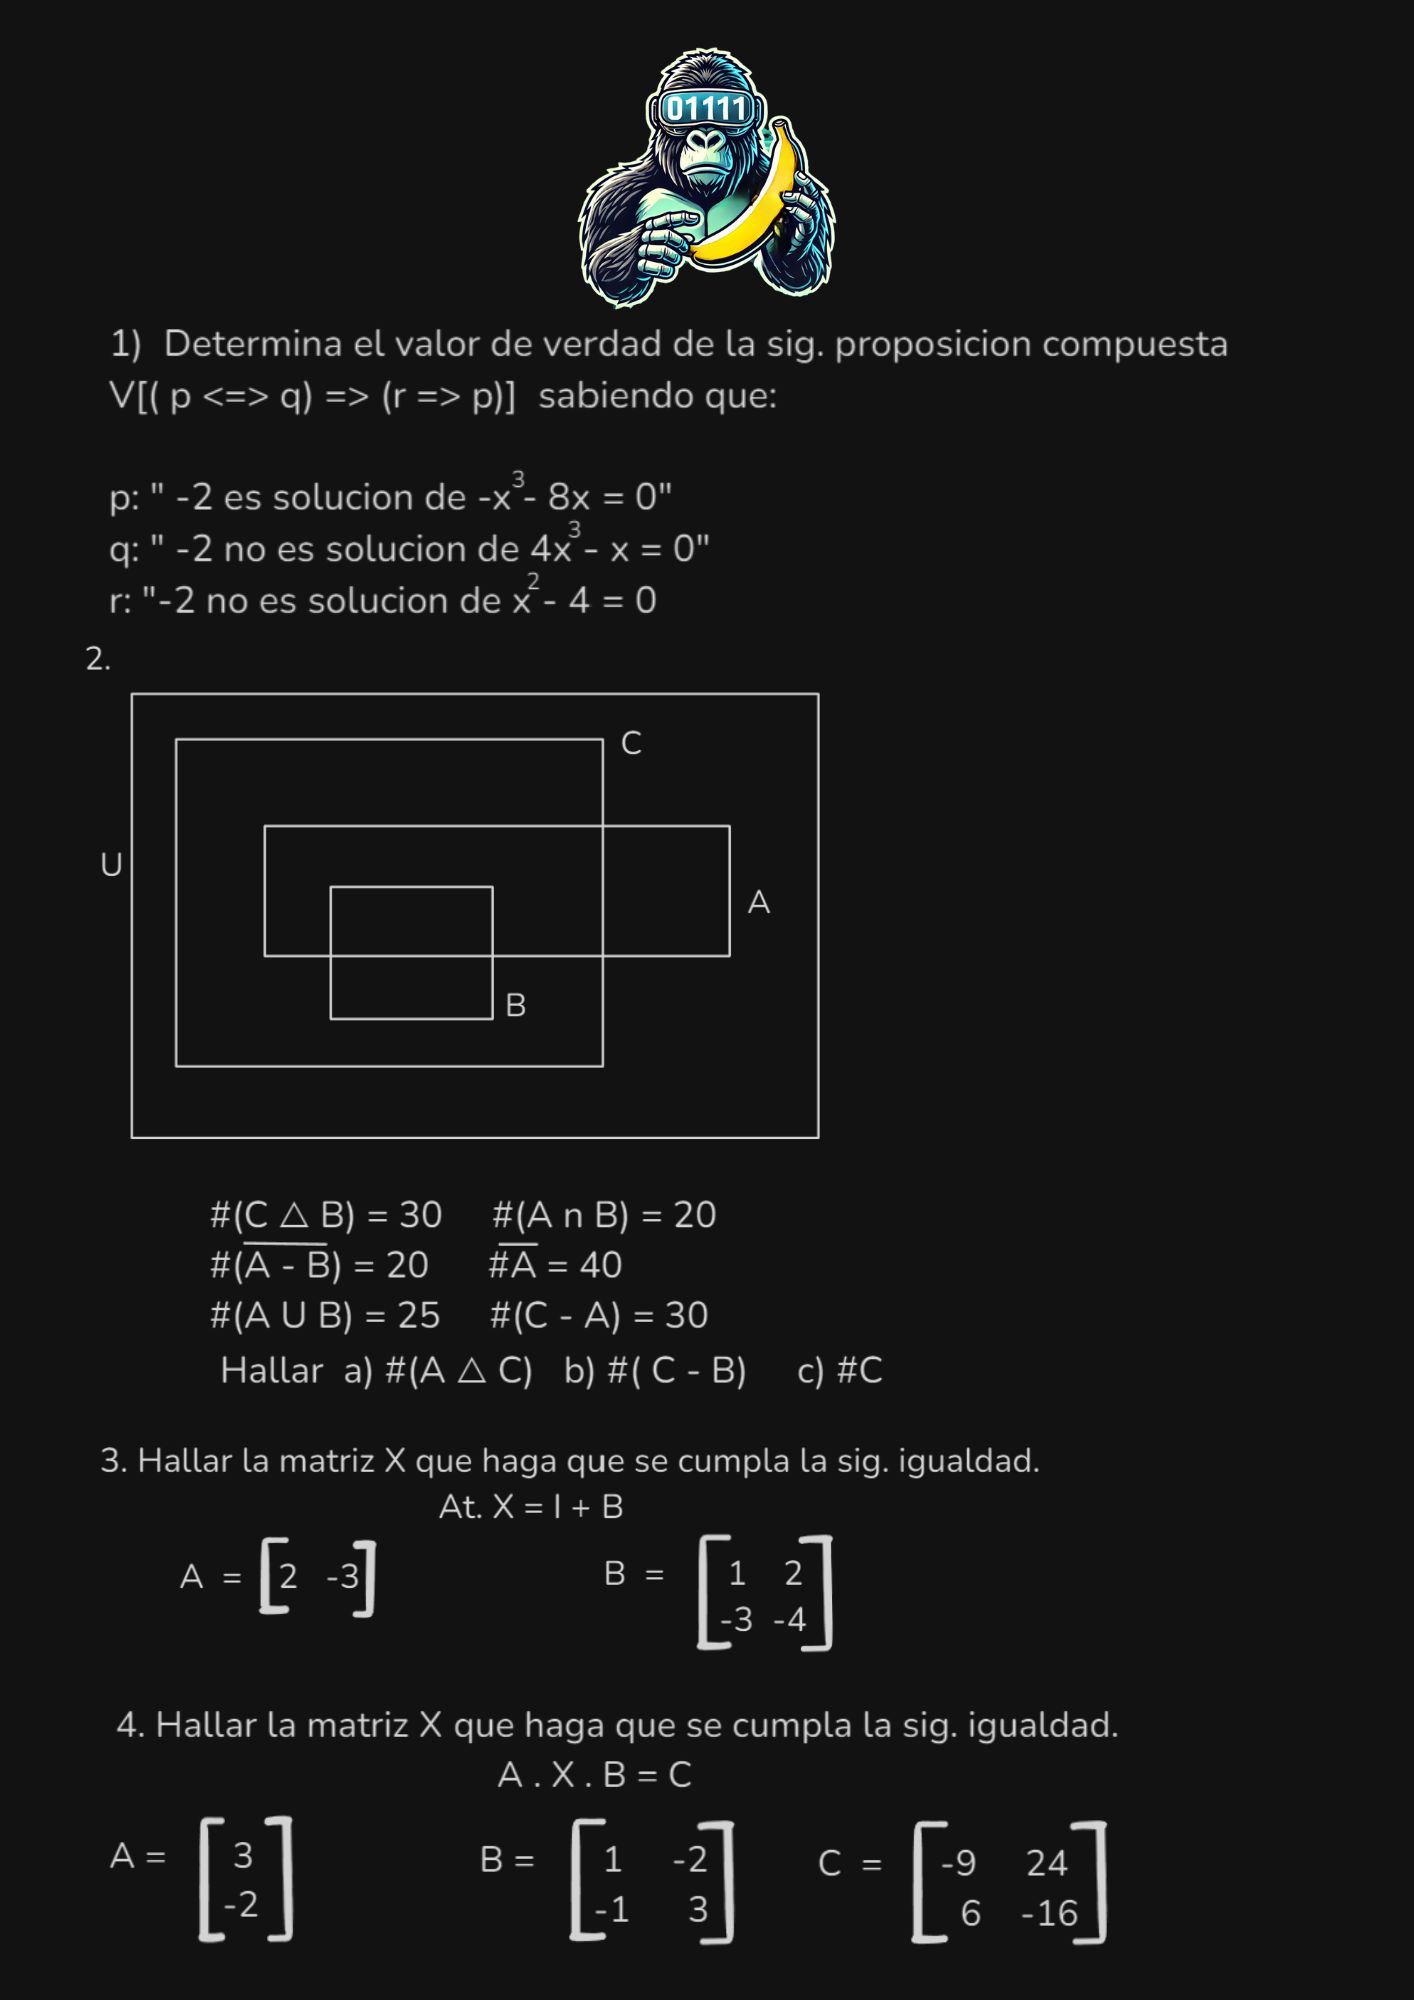 01111
1) Determina el valor de verdad de la sig. proposicion compuesta
V[( p <=> q) => (r => p)] sabiendo que:
p: " -2 es solucion de -x³- 8x = 0"
q: " -2 no es solucion de 4x³- x = 0"
r: "-2 no es solucion de x²- 4 = 0
2.
C
U
A
B
#(C △ B) = 30 #(A n B) = 20
#(A̅ ̅-̅ ̅B̅) = 20 #A̅ = 40
#(A U B) = 25 #(C - A) = 30
Hallar a) #(A △ C) b) #( C - B) c) #C
3. Hallar la matriz X que haga que se cumpla la sig. igualdad.
At. X = I + B
A = [2 -3] B = [1 2
-3 -4]
4. Hallar la matriz X que haga que se cumpla la sig. igualdad.
A . X . B = C
A = [3 B = [1 -2 C = [-9 24
-2] -1 3] 6 -16]